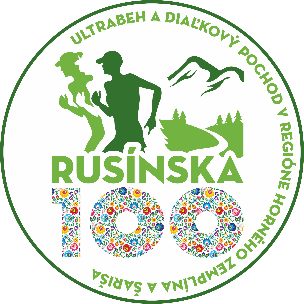 ULTRABEH A DIAĽKOVÝ POCHOD V REGIÓNE HORNÉHO ZEMPLÍNA A ŠARIŠA
RUSÍNSKA
100